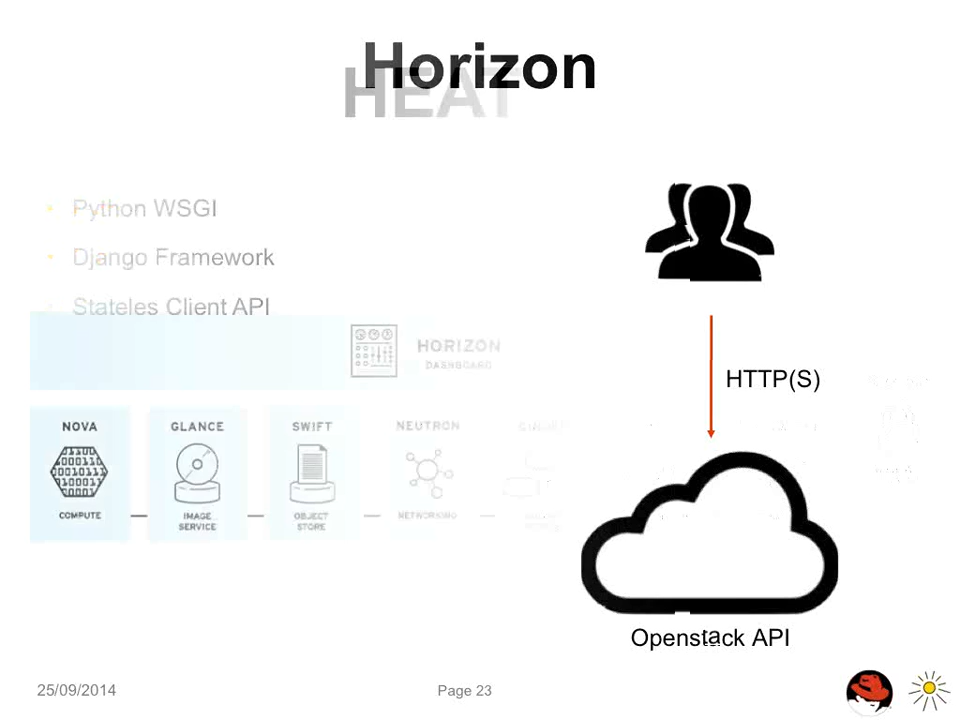 Horizon
HEAT
Python WSGI
Django Framework
Stateles Client API
HORIZON
DASHBOARD
HTTP(S)
NOVA
GLANCE
SWIFT
NEUTRON
COMPUTE
IMAGE
SERVICE
OBJECT
STORE
NETWORKING
Openstack API
25/09/2014
Page 23